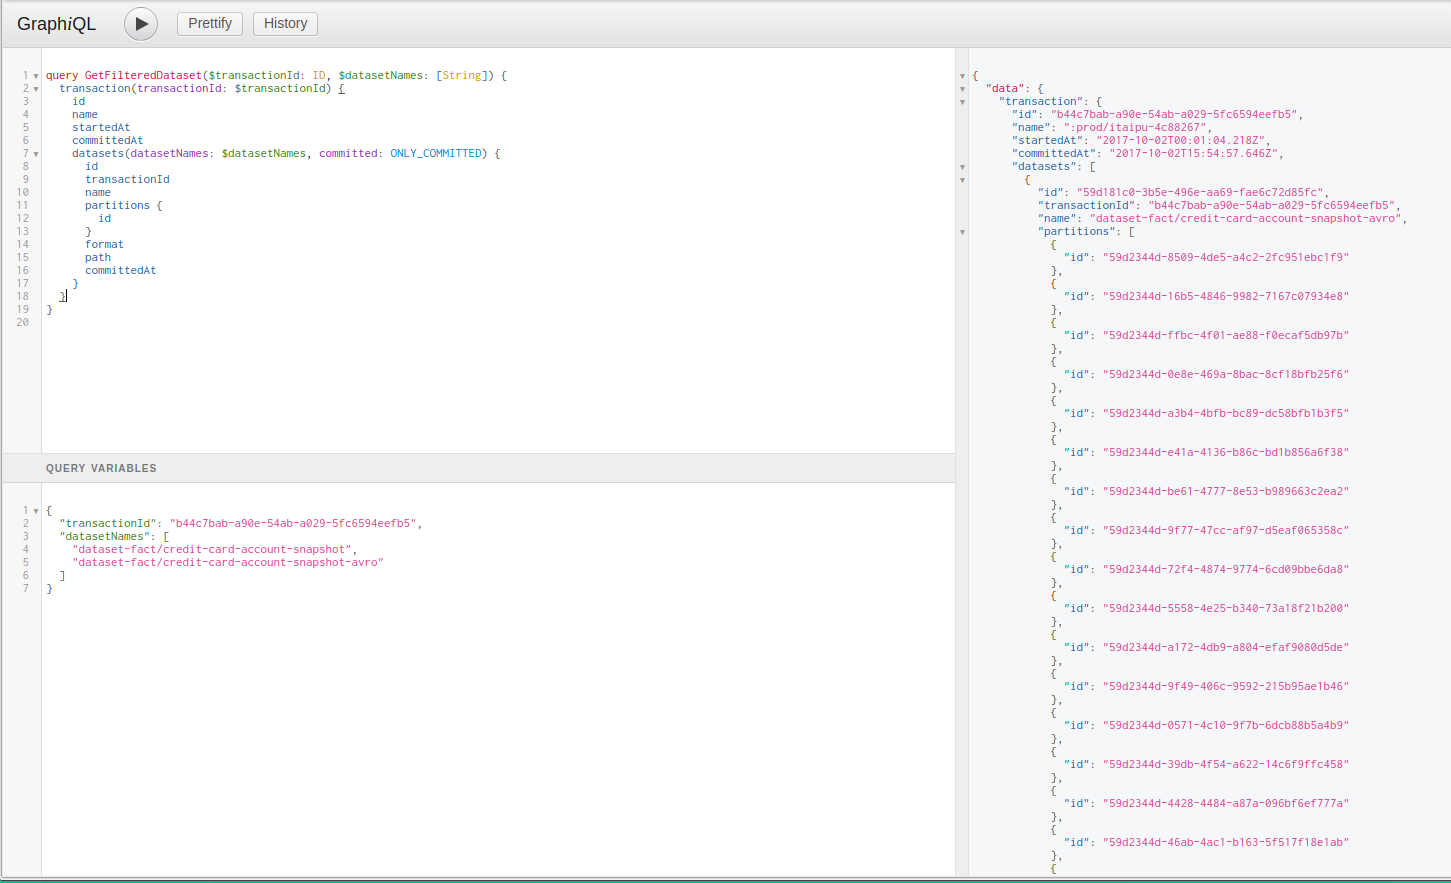 GraphiQL
Prettify
History
1 query GetFilteredDataset($transactionId: ID, $datasetNames: [String]) {
2 transaction(transactionId: $transactionId) {
3 id
4 name
5 startedAt
6 committedAt
7 datasets(datasetNames: $datasetNames, committed: ONLY_COMMITTED) {
8 id
9 transactionId
10 name
11 partitions {
12 id
13 }
14 format
15 path
16 committedAt
17 }
18 }
19 }
20
QUERY VARIABLES
1 {
2 "transactionId": "b44c7bab-a90e-54ab-a029-5fc6594eefb5",
3 "datasetNames": [
4 "dataset-fact/credit-card-account-snapshot",
5 "dataset-fact/credit-card-account-snapshot-avro"
6 ]
7 }
{
"data": {
"transaction": {
"id": "b44c7bab-a90e-54ab-a029-5fc6594eefb5",
"name": ":prod/itaipu-4c88267",
"startedAt": "2017-10-02T00:01:04.218Z",
"committedAt": "2017-10-02T15:54:57.646Z",
"datasets": [
{
"id": "59d181c0-3b5e-496e-aa69-fae6c72d85fc",
"transactionId": "b44c7bab-a90e-54ab-a029-5fc6594eefb5",
"name": "dataset-fact/credit-card-account-snapshot-avro",
"partitions": [
{
"id": "59d2344d-8509-4de5-a4c2-2fc951ebc1f9"
},
{
"id": "59d2344d-16b5-4846-9982-7167c07934e8"
},
{
"id": "59d2344d-ffbc-4f01-ae88-f0ecaf5db97b"
},
{
"id": "59d2344d-0e8e-469a-8bac-8cf18bfb25f6"
},
{
"id": "59d2344d-a3b4-4bfb-bc89-dc58bfb1b3f5"
},
{
"id": "59d2344d-e41a-4136-b86c-bd1b856a6f38"
},
{
"id": "59d2344d-be61-4777-8e53-b989663c2ea2"
},
{
"id": "59d2344d-9f77-47cc-af97-d5eaf065358c"
},
{
"id": "59d2344d-72f4-4874-9774-6cd09bbe6da8"
},
{
"id": "59d2344d-5558-4e25-b340-73a18f21b200"
},
{
"id": "59d2344d-a172-4db9-a804-efaf9080d5de"
},
{
"id": "59d2344d-9f49-406c-9592-215b95ae1b46"
},
{
"id": "59d2344d-0571-4c10-9f7b-6dcb88b5a4b9"
},
{
"id": "59d2344d-39db-4f54-a622-14c6f9ffc458"
},
{
"id": "59d2344d-4428-4484-a87a-096bf6ef777a"
},
{
"id": "59d2344d-46ab-4ac1-b163-5f517f18e1ab"
},
{